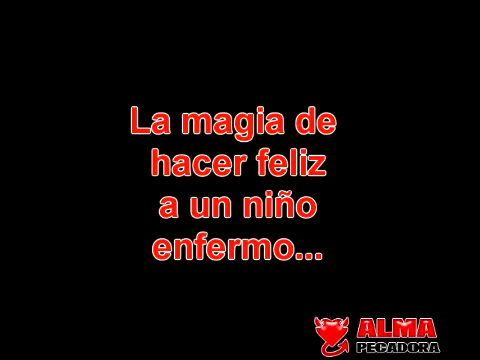 La magia de
hacer feliz
a un niño
enfermo...
ALMA
PECADORA